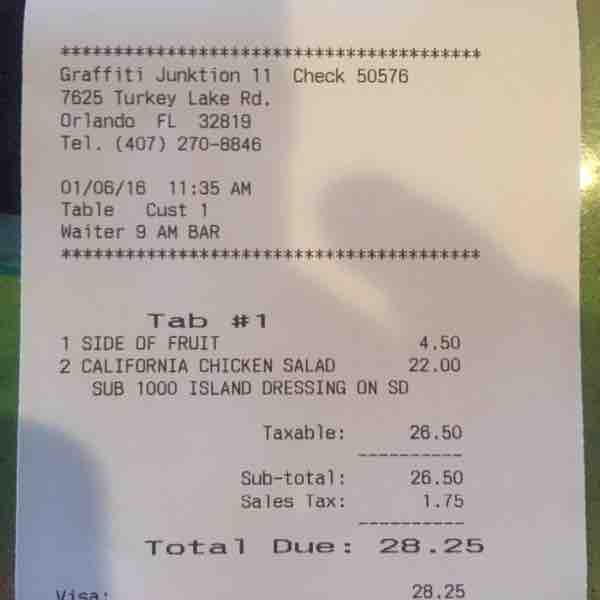 ****************************************
Graffiti Junktion 11 Check 50576
7625 Turkey Lake Rd.
Orlando FL 32819
Tel. (407) 270-8846
01/06/16 11:35 AM
Table Cust 1
Waiter 9 AM BAR
****************************************
Tab #1
1 SIDE OF FRUIT 4.50
2 CALIFORNIA CHICKEN SALAD 22.00
SUB 1000 ISLAND DRESSING ON SD
Taxable: 26.50
----------
Sub-total: 26.50
Sales Tax: 1.75
----------
Total Due: 28.25
Visa: 28.25